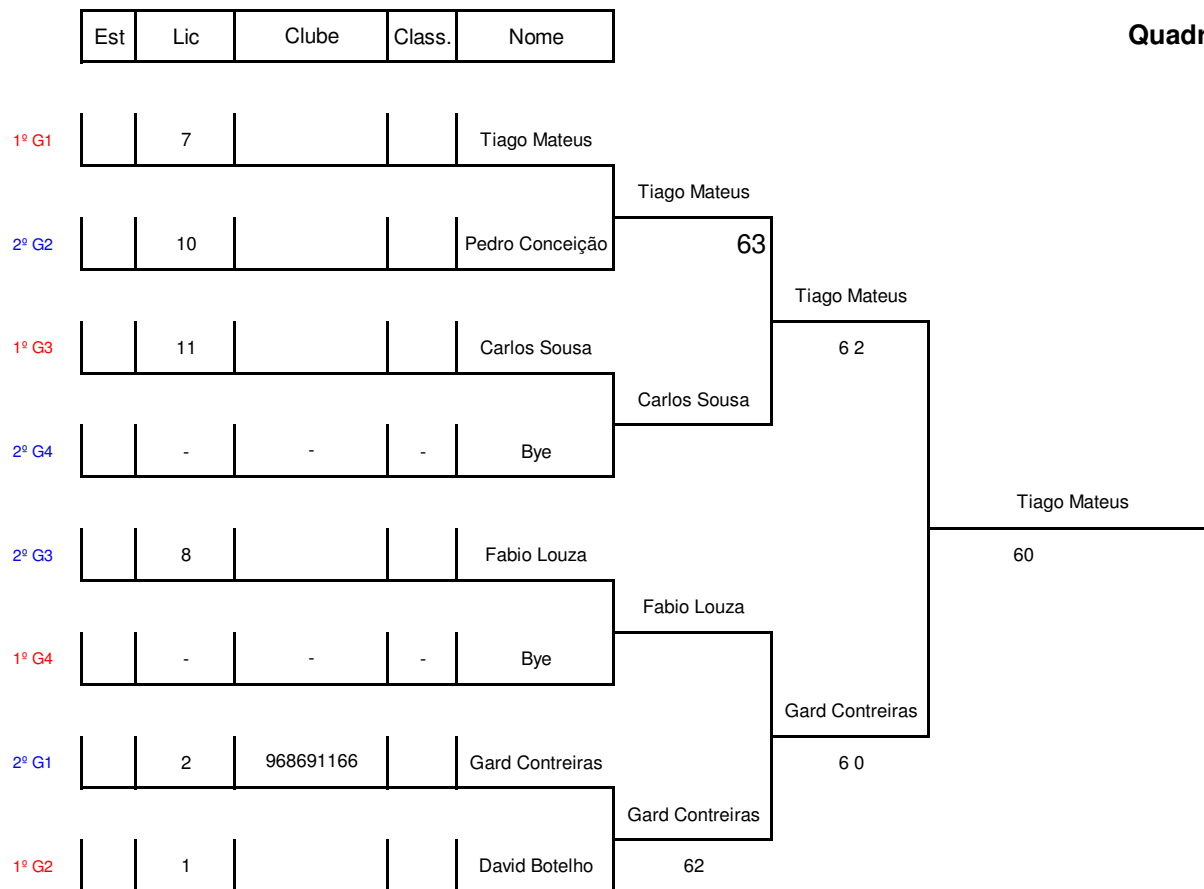 Est Lic Clube Class. Nome
Quadr
1º G1 7 Tiago Mateus
Tiago Mateus
2º G2 10 Pedro Conceição 63
Tiago Mateus
1º G3 11 Carlos Sousa 6 2
Carlos Sousa
2º G4 - - - Bye
Tiago Mateus
2º G3 8 Fabio Louza 60
Fabio Louza
1º G4 - - - Bye
Gard Contreiras
2º G1 2 968691166 Gard Contreiras 6 0
Gard Contreiras
1º G2 1 David Botelho 62